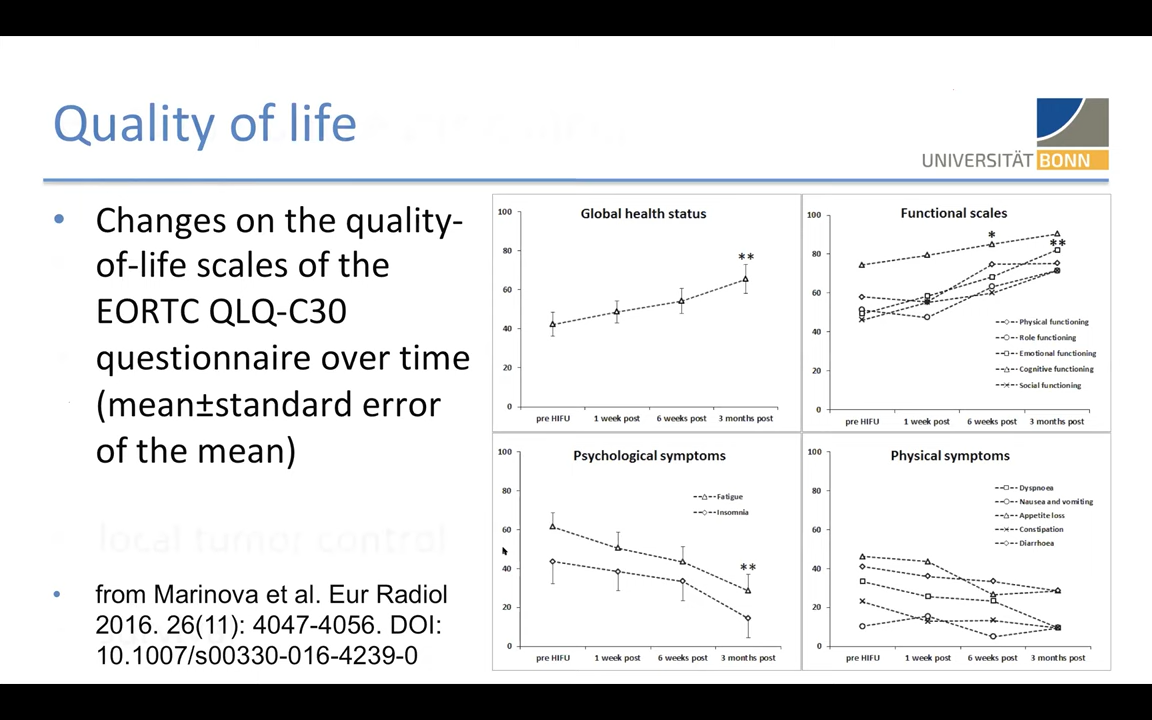 Quality of life
UNIVERSITÄT BONN
• Changes on the quality-
of-life scales of the
EORTC QLQ-C30
questionnaire over time
(mean±standard error
of the mean)
local tumor control
• from Marinova et al. Eur Radiol
2016. 26(11): 4047-4056. DOI:
10.1007/s00330-016-4239-0
Global health status
100
80
60
40
20
0
**
pre HIFU 1 week post 6 weeks post 3 months post
Functional scales
100
80
60
40
20
0
*
**
Physical functioning
Role functioning
Emotional functioning
Cognitive functioning
Social functioning
pre HIFU 1 week post 6 weeks post 3 months post
Psychological symptoms
100
80
60
40
20
0
Fatigue
Insomnia
**
pre HIFU 1 week post 6 weeks post 3 months post
Physical symptoms
100
80
60
40
20
0
Dyspnoea
Nausea and vomiting
Appetite loss
Constipation
Diarrhoea
pre HIFU 1 week post 6 weeks post 3 months post